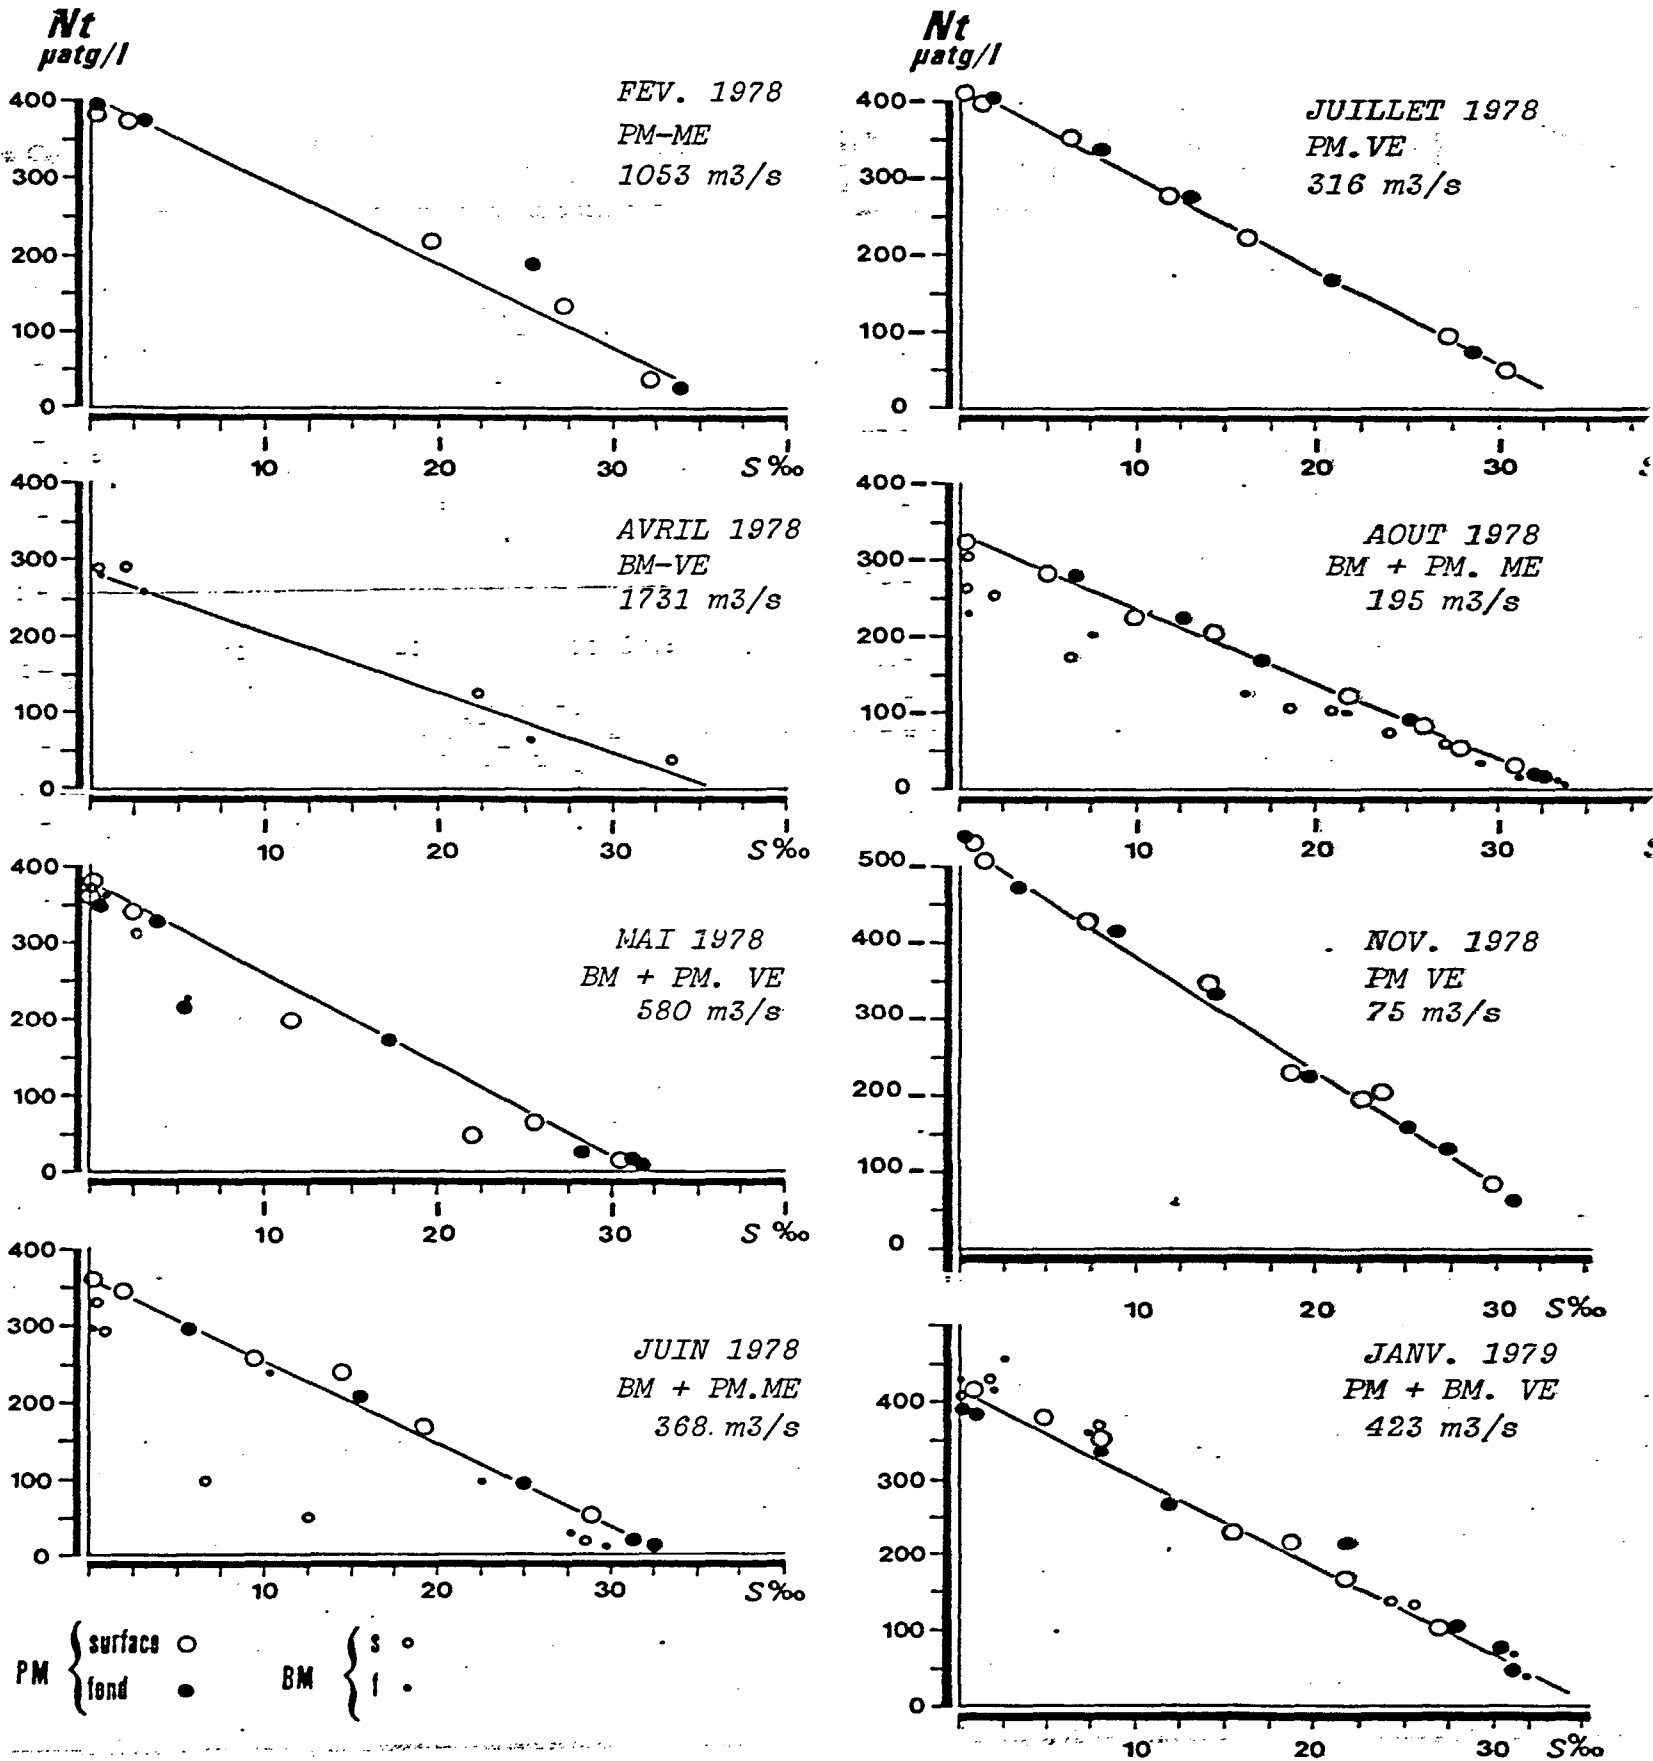 Nt
µatg/l
FEV. 1978
PM-ME
1053 m3/s
400
300
200
100
0
10 20 30 S‰
AVRIL 1978
BM-VE
1731 m3/s
400
300
200
100
0
10 20 30 S‰
MAI 1978
BM + PM. VE
580 m3/s
400
300
200
100
0
10 20 30 S‰
JUIN 1978
BM + PM.ME
368. m3/s
400
300
200
100
0
10 20 30 S‰
PM
surface
fond
BM
s
f
Nt
µatg/l
JUILLET 1978
PM.VE
316 m3/s
400
300
200
100
0
10 20 30
AOUT 1978
BM + PM. ME
195 m3/s
400
300
200
100
0
10 20 30
NOV. 1978
PM VE
75 m3/s
500
400
300
200
100
0
10 30 S‰
JANV. 1979
PM + BM. VE
423 m3/s
400
300
200
100
0
10 20 30 S‰